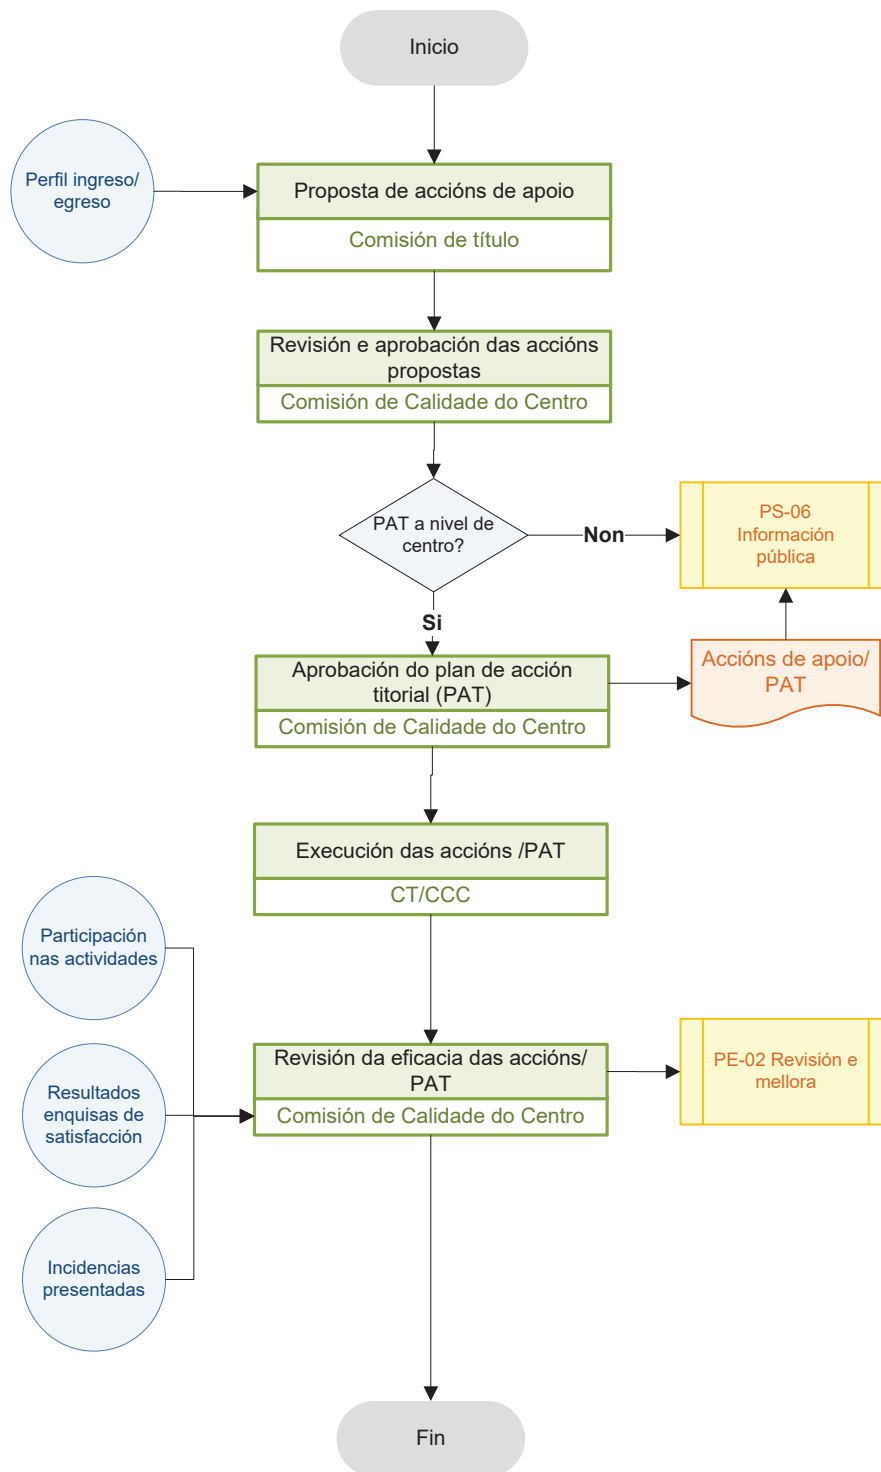 Inicio
Perfil ingreso/
egreso
Proposta de accións de apoio
Comisión de título
Revisión e aprobación das accións
propostas
Comisión de Calidade do Centro
PAT a nivel de
centro?
Non
PS-06
Información
pública
Si
Aprobación do plan de acción
titorial (PAT)
Comisión de Calidade do Centro
Accións de apoio/
PAT
Execución das accións /PAT
CT/CCC
Participación
nas actividades
Resultados
enquisas de
satisfacción
Incidencias
presentadas
Revisión da eficacia das accións/
PAT
Comisión de Calidade do Centro
PE-02 Revisión e
mellora
Fin